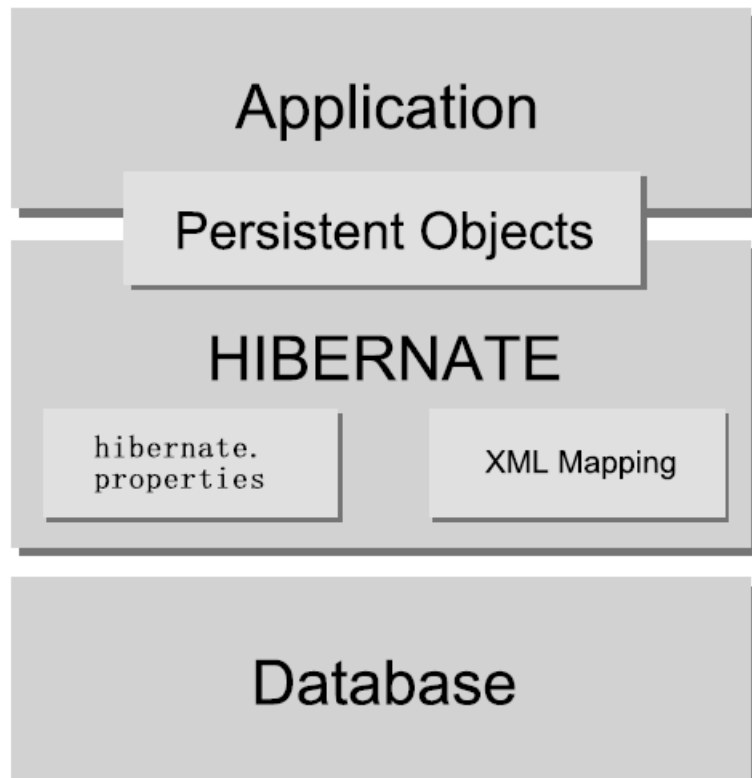 Application
Persistent Objects
HIBERNATE
hibernate.
properties
XML Mapping
Database